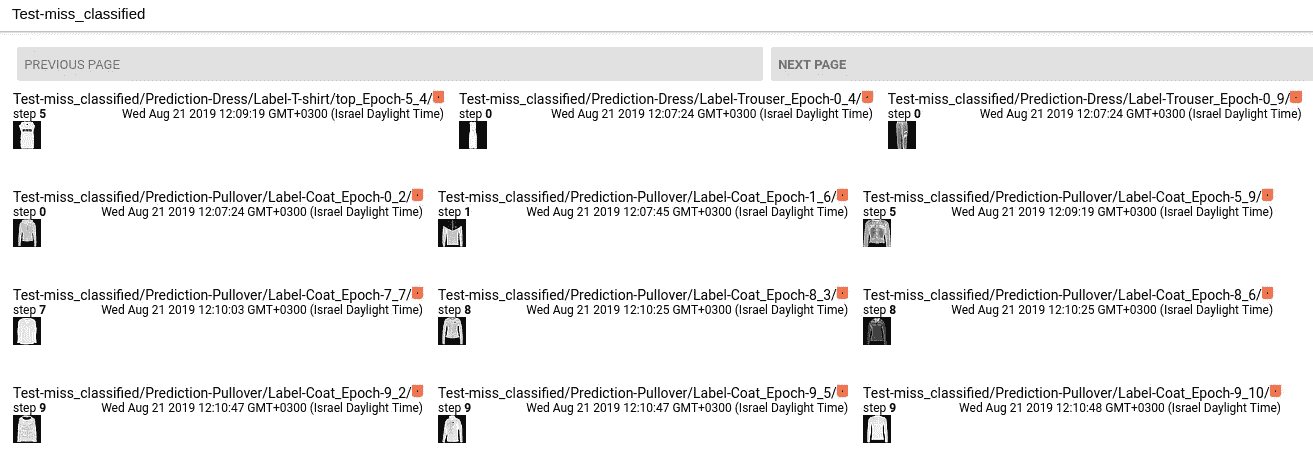 Test-miss_classified
PREVIOUS PAGE NEXT PAGE
Test-miss_classified/Prediction-Dress/Label-T-shirt/top_Epoch-5_4/ Test-miss_classified/Prediction-Dress/Label-Trouser_Epoch-0_4/ Test-miss_classified/Prediction-Dress/Label-Trouser_Epoch-0_9/
step 5 Wed Aug 21 2019 12:09:19 GMT+0300 (Israel Daylight Time) step 0 Wed Aug 21 2019 12:07:24 GMT+0300 (Israel Daylight Time) step 0 Wed Aug 21 2019 12:07:24 GMT+0300 (Israel Daylight Time)
Test-miss_classified/Prediction-Pullover/Label-Coat_Epoch-0_2/ Test-miss_classified/Prediction-Pullover/Label-Coat_Epoch-1_6/ Test-miss_classified/Prediction-Pullover/Label-Coat_Epoch-5_9/
step 0 Wed Aug 21 2019 12:07:24 GMT+0300 (Israel Daylight Time) step 1 Wed Aug 21 2019 12:07:45 GMT+0300 (Israel Daylight Time) step 5 Wed Aug 21 2019 12:09:19 GMT+0300 (Israel Daylight Time)
Test-miss_classified/Prediction-Pullover/Label-Coat_Epoch-7_7/ Test-miss_classified/Prediction-Pullover/Label-Coat_Epoch-8_3/ Test-miss_classified/Prediction-Pullover/Label-Coat_Epoch-8_6/
step 7 Wed Aug 21 2019 12:10:03 GMT+0300 (Israel Daylight Time) step 8 Wed Aug 21 2019 12:10:25 GMT+0300 (Israel Daylight Time) step 8 Wed Aug 21 2019 12:10:25 GMT+0300 (Israel Daylight Time)
Test-miss_classified/Prediction-Pullover/Label-Coat_Epoch-9_2/ Test-miss_classified/Prediction-Pullover/Label-Coat_Epoch-9_5/ Test-miss_classified/Prediction-Pullover/Label-Coat_Epoch-9_10/
step 9 Wed Aug 21 2019 12:10:47 GMT+0300 (Israel Daylight Time) step 9 Wed Aug 21 2019 12:10:47 GMT+0300 (Israel Daylight Time) step 9 Wed Aug 21 2019 12:10:48 GMT+0300 (Israel Daylight Time)